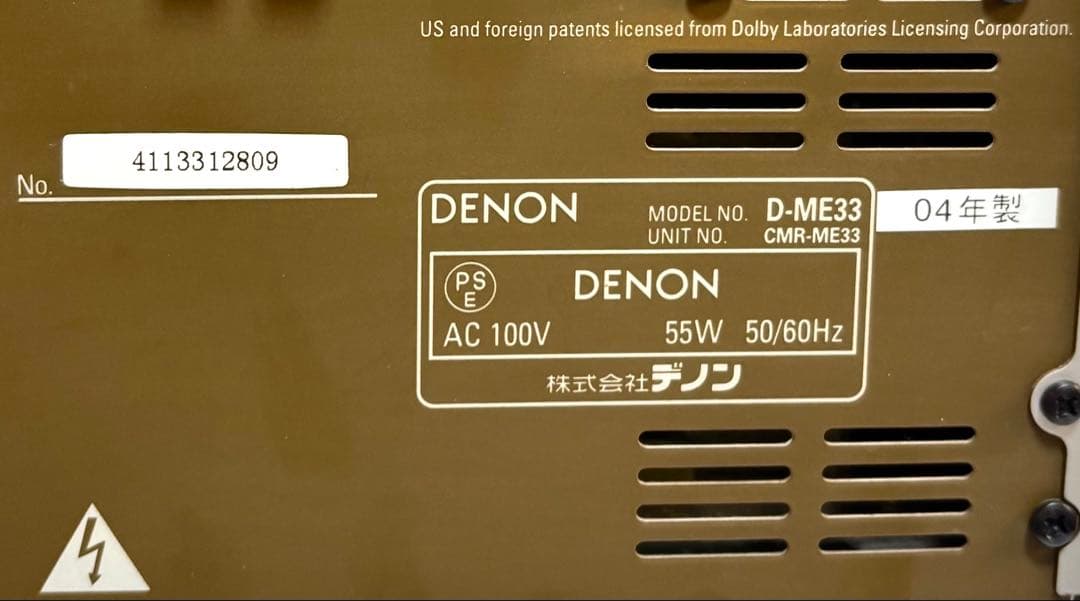 US and foreign patents licensed from Dolby Laboratories Licensing Corporation.
No. 4113312809
DENON MODEL NO. D-ME33
UNIT NO. CMR-ME33
04年製
PS
E
DENON
AC 100V 55W 50/60Hz
株式会社デノン